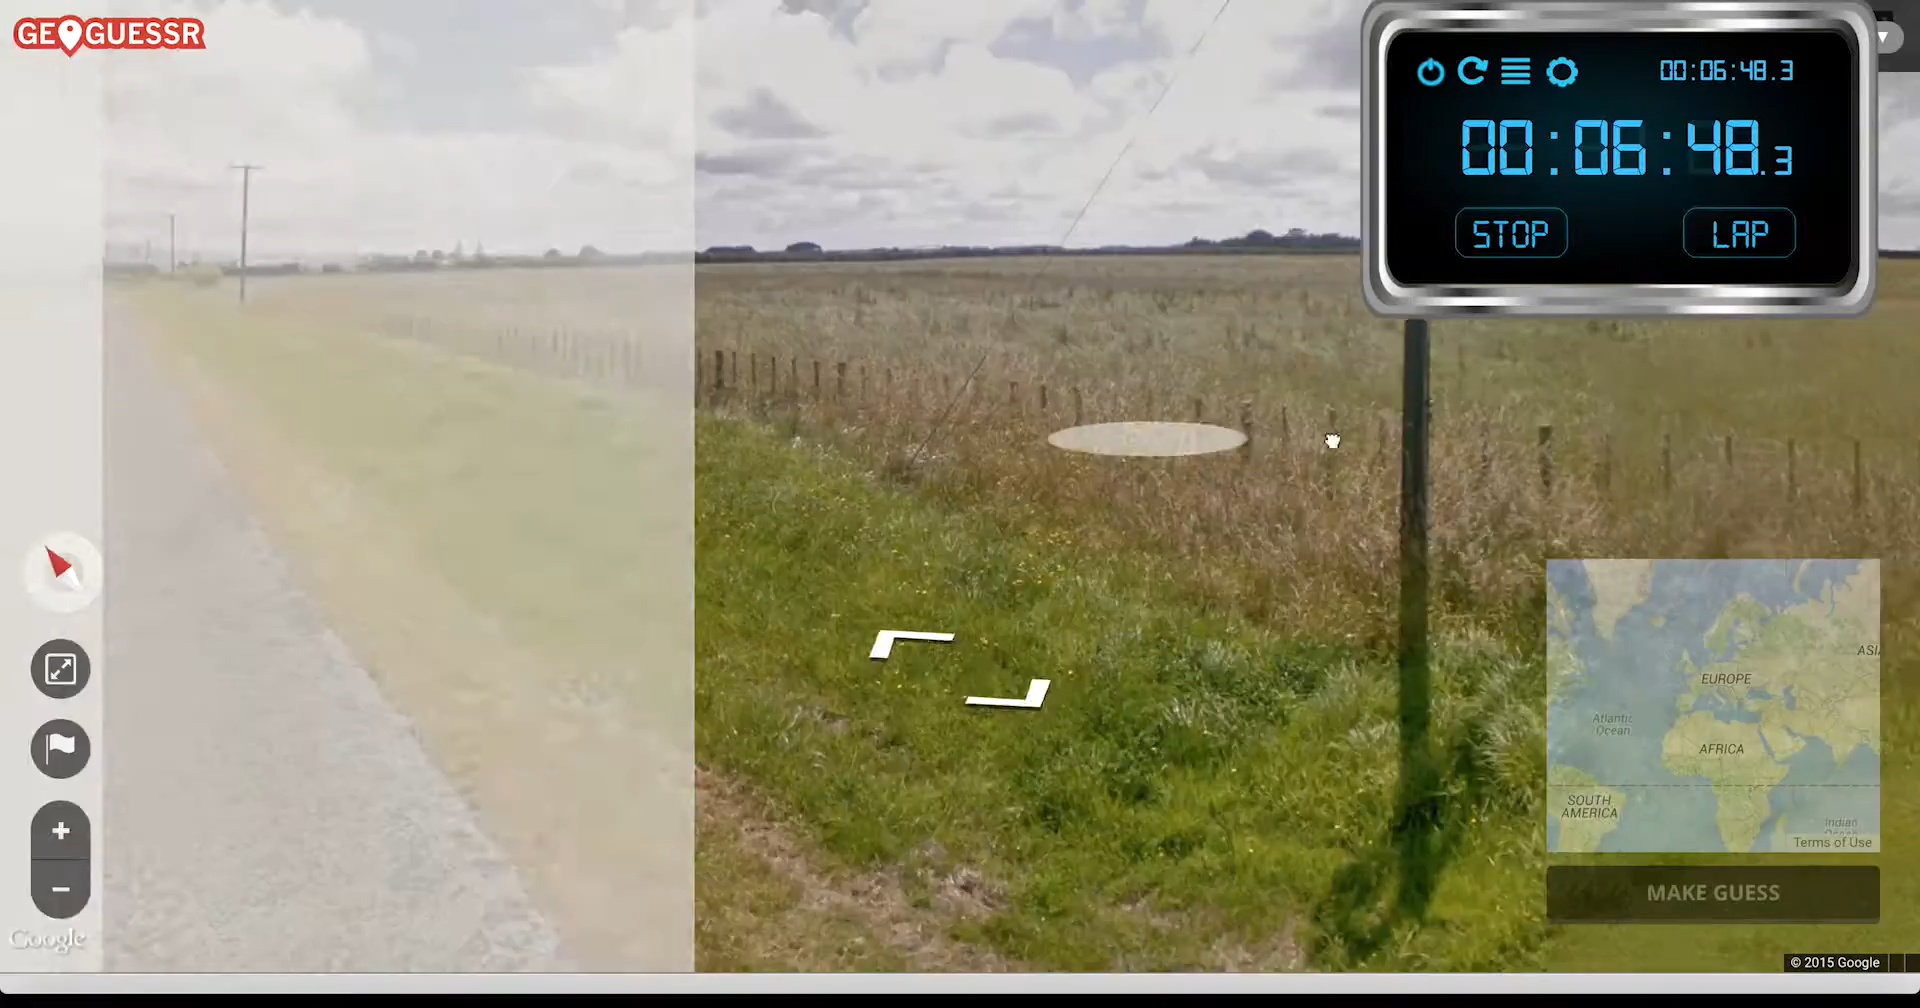 GEOGUESSR
00:06:48.3
00:06:48.3
STOP
LAP
EUROPE
Atlantic
Ocean
AFRICA
SOUTH
AMERICA
Indian
Terms of Use
MAKE GUESS
Google
© 2015 Google